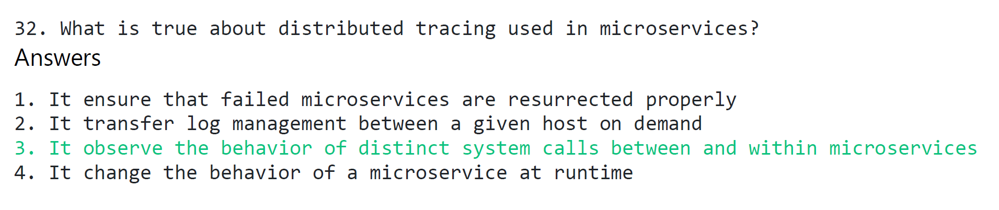 32. What is true about distributed tracing used in microservices?
Answers
1. It ensure that failed microservices are resurrected properly
2. It transfer log management between a given host on demand
3. It observe the behavior of distinct system calls between and within microservices
4. It change the behavior of a microservice at runtime